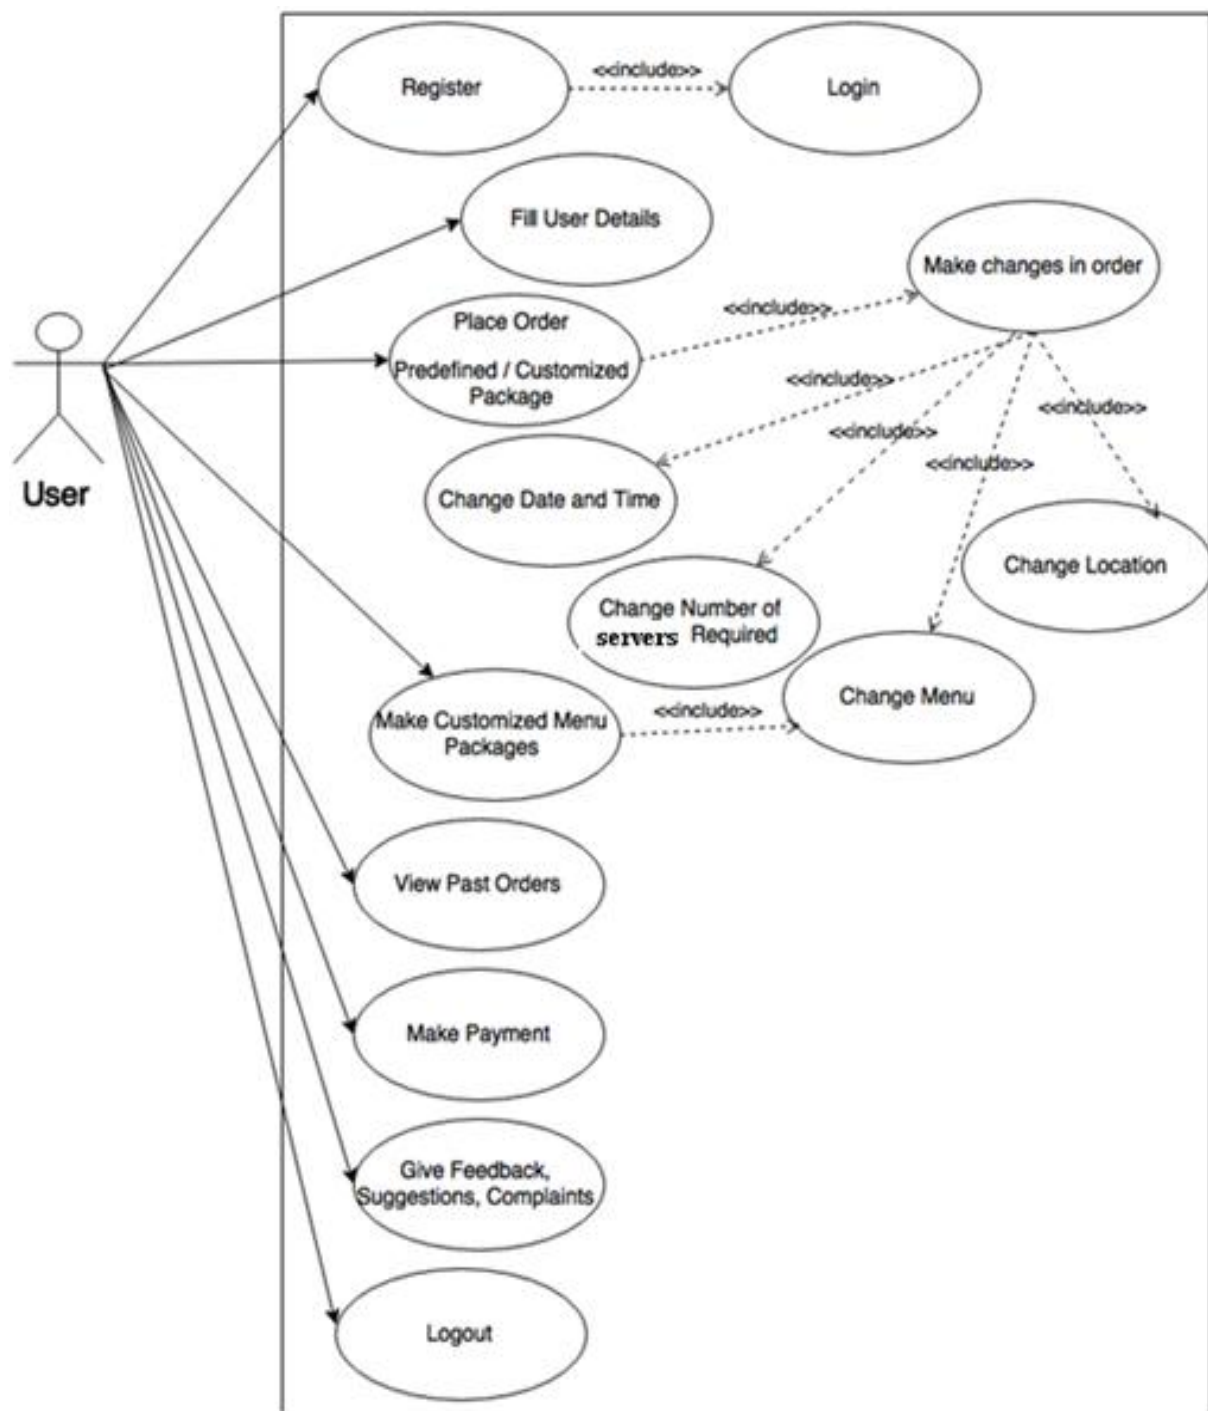 Register
<<include>>
Login
Fill User Details
Make changes in order
Place Order
Predefined / Customized
Package
<<include>>
<<include>>
<<include>>
<<include>>
<<include>>
User
Change Date and Time
Change Location
Change Number of
servers Required
Change Menu
Make Customized Menu
Packages
<<include>>
View Past Orders
Make Payment
Give Feedback,
Suggestions, Complaints
Logout